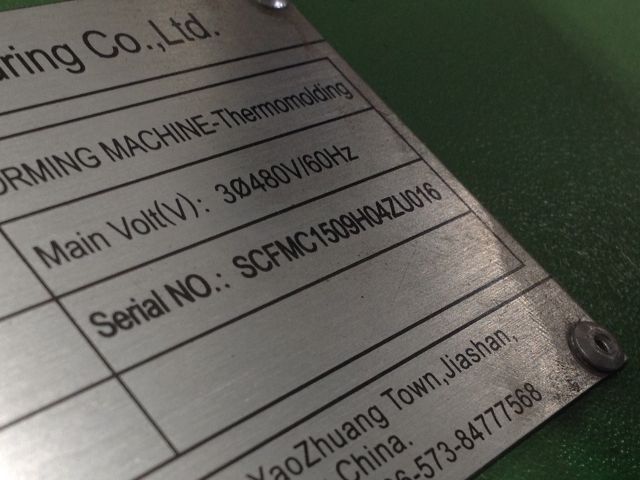 uring Co.,Ltd.
ORMING MACHINE-Thermomolding
Main Volt(V): 3Ø480V/60Hz
Serial NO.: SCFMC1509H04ZU016
YaoZhuang Town,Jiashan,
China.
6-573-84777568